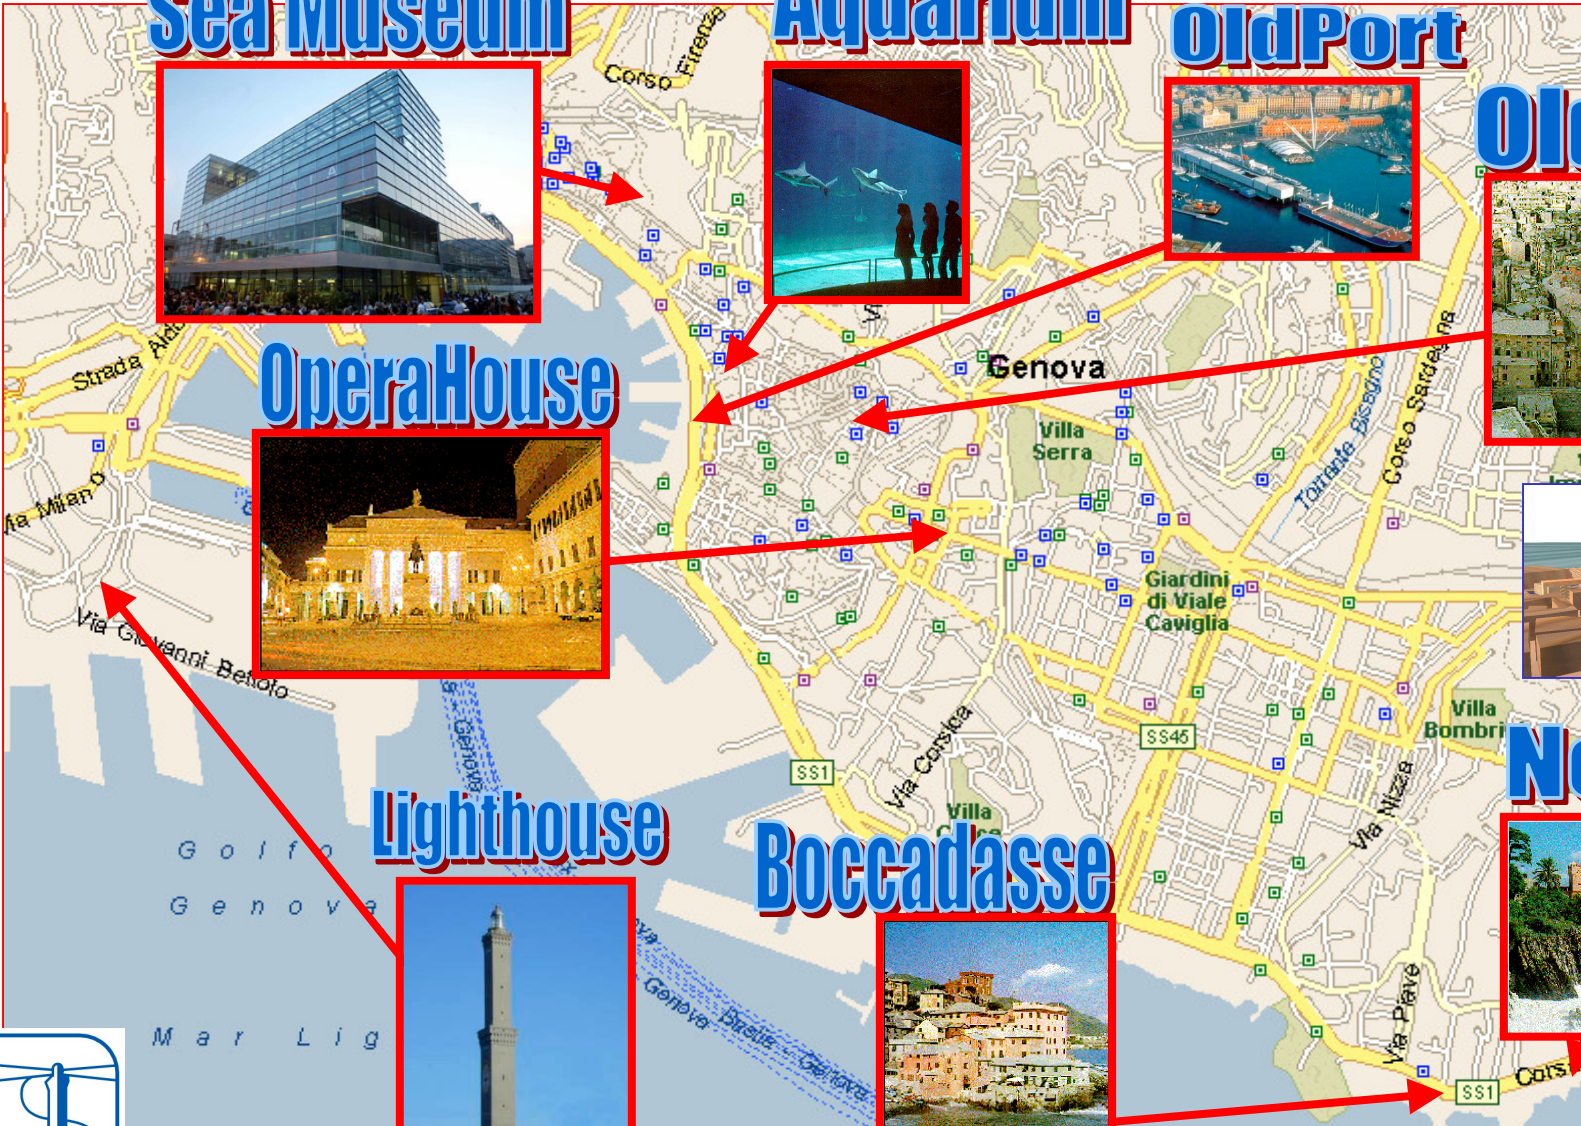 Sea Museum
Aquarium
OldPort
Corso Firenze
Strada
Genova
OperaHouse
Villa
Serra
Torrente Bisagno
Corso Sardegna
Via Milano
Giardini
di Viale
Caviglia
Via Giovanni Bettolo
Genova
SS45
Villa
SS1
Via Corsica
Via Nizza
Villa
Lighthouse
Boccadasse
Golfo
Genova
Genova
Genova
Mar Lig
Via Piave
SS1